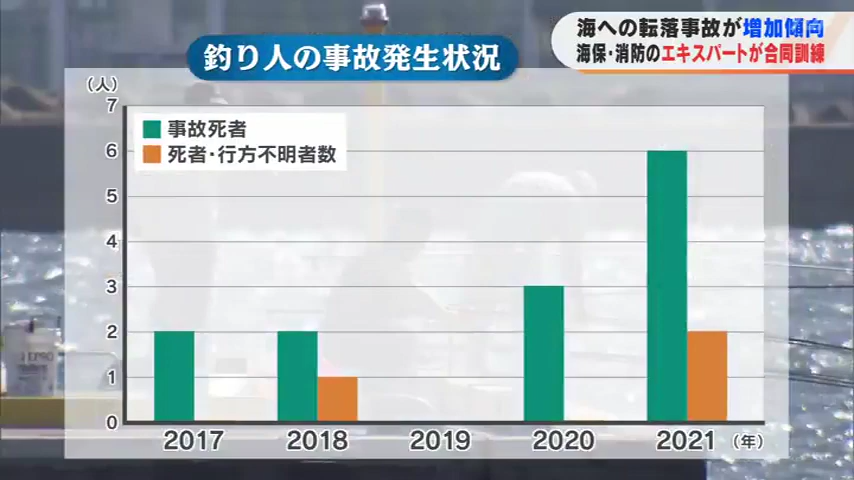 海への転落事故が増加傾向
海保・消防のエキスパートが合同訓練
釣り人の事故発生状況
(人)
7
事故死者
死者・行方不明者数
6
5
4
3
2
1
0
2017
2018
2019
2020
2021
(年)